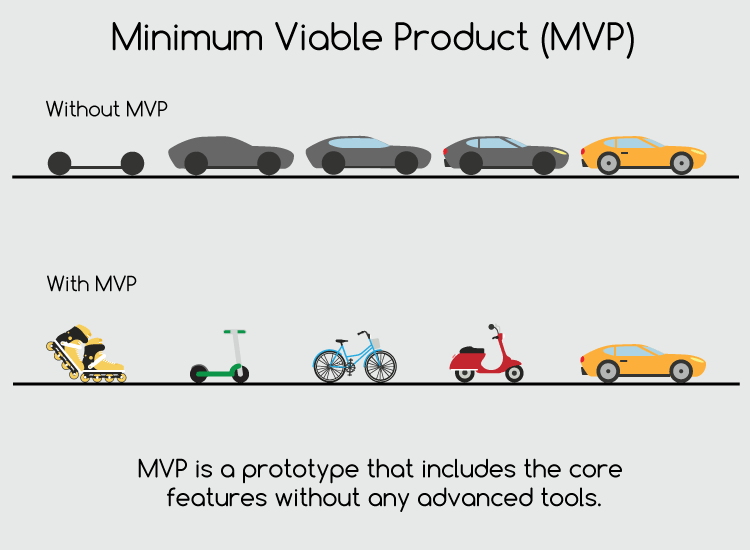 Minimum Viable Product (MVP)
Without MVP
With MVP
MVP is a prototype that includes the core
features without any advanced tools.